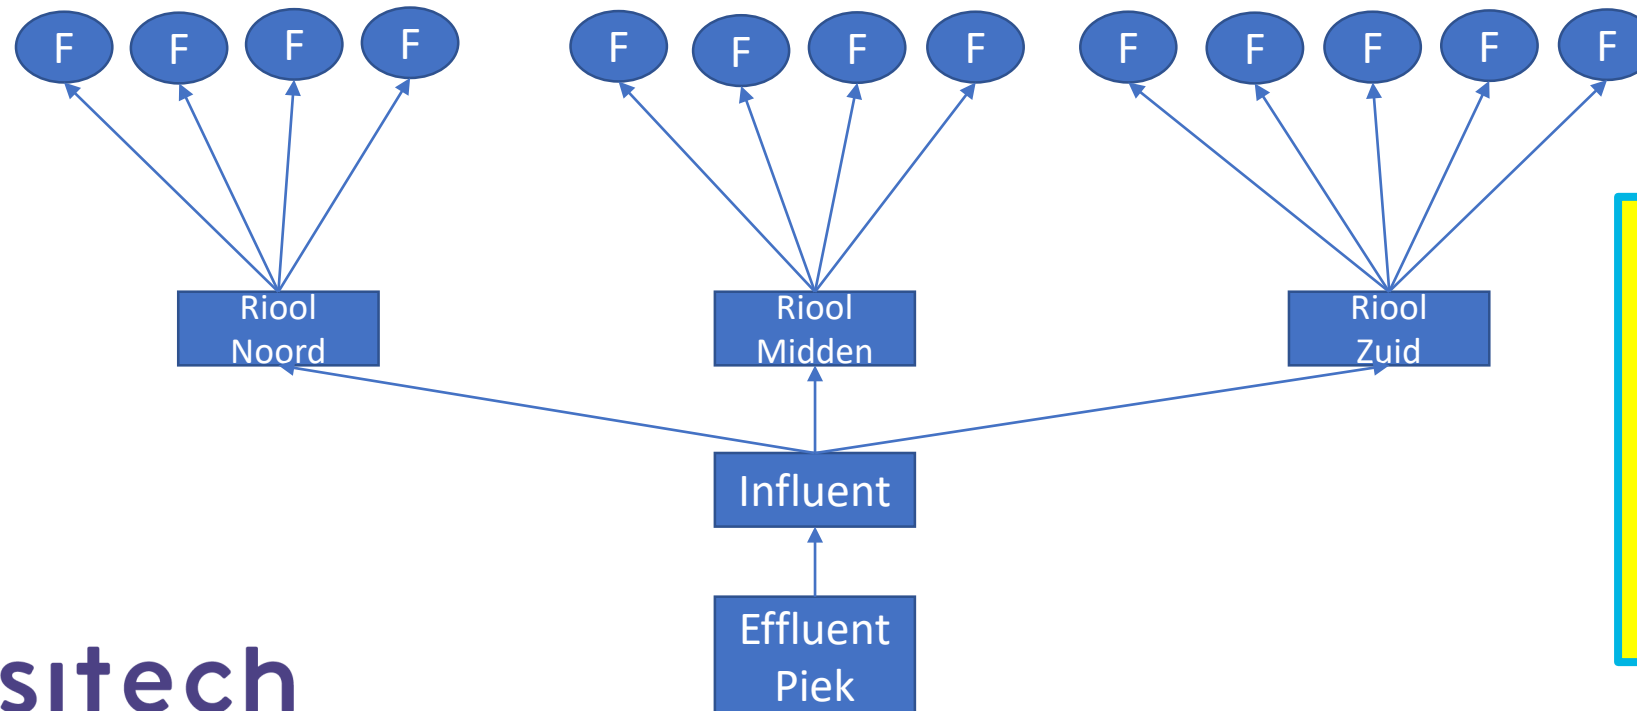 F F F F F F F F F F F F F
Riool
Noord
Riool
Midden
Riool
Zuid
Influent
Effluent
Piek
sitech